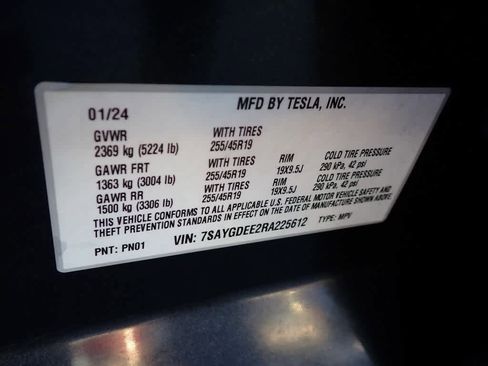 MFD BY TESLA, INC.
01/24
GVWR WITH TIRES
2369 kg (5224 lb) 255/45R19
GAWR FRT WITH TIRES RIM COLD TIRE PRESSURE
1363 kg (3004 lb) 255/45R19 19X9.5J 290 kPa, 42 psi
GAWR RR WITH TIRES RIM COLD TIRE PRESSURE
1500 kg (3306 lb) 255/45R19 19X9.5J 290 kPa, 42 psi
THIS VEHICLE CONFORMS TO ALL APPLICABLE U.S. FEDERAL MOTOR VEHICLE SAFETY AND
THEFT PREVENTION STANDARDS IN EFFECT ON THE DATE OF MANUFACTURE SHOWN ABOVE.
PNT: PN01 VIN: 7SAYGDEE2RA225612 TYPE: MPV